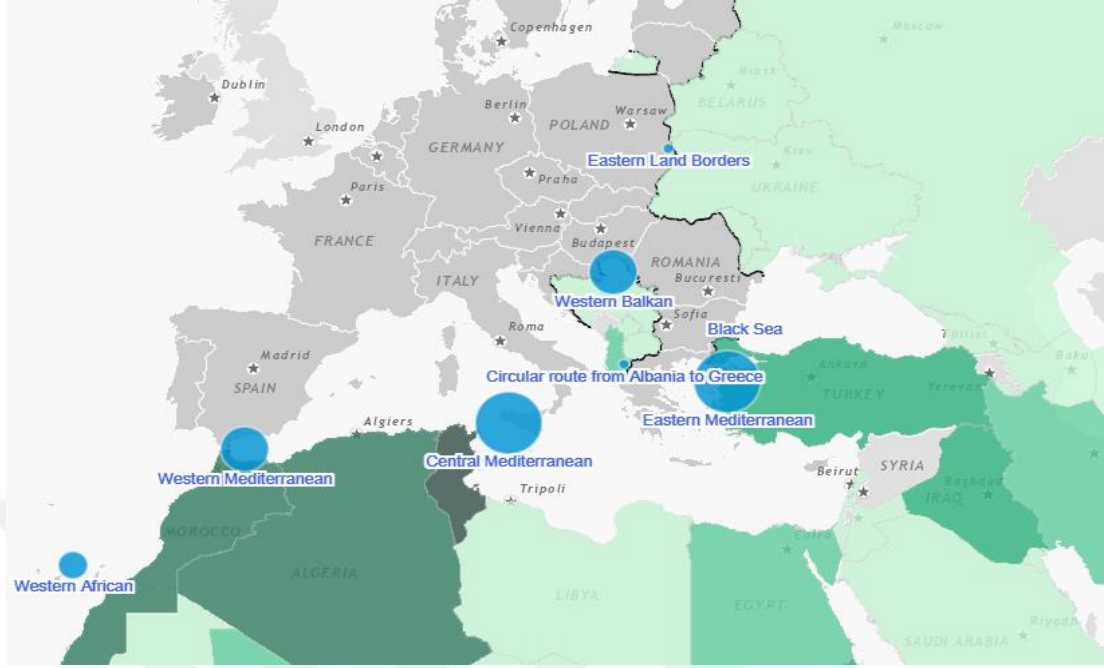 Copenhagen
Moscow
Dublin
Minsk
Berlin
Warsaw
BELARUS
London
POLAND
GERMANY
Eastern Land Borders
Kiev
Praha
Paris
UKRAINE
Vienna
FRANCE
Budapest
ROMANIA
ITALY
Bucuresti
Western Balkan
Sofia
Black Sea
Roma
Tbilisi
Madrid
Baku
Ankara
SPAIN
Circular route from Albania to Greece
Yerevan
TURKEY
Eastern Mediterranean
Algiers
Central Mediterranean
Western Mediterranean
Beirut
SYRIA
Tripoli
Baghdad
IRAQ
MOROCCO
Cairo
Western African
ALGERIA
LIBYA
EGYPT
Riyadh
SAUDI ARABIA